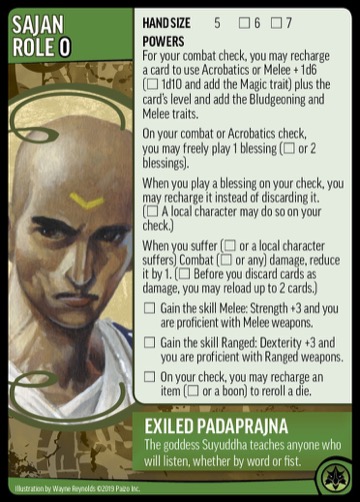 SAJAN
ROLE 0
HAND SIZE 5 □ 6 □ 7
POWERS
For your combat check, you may recharge
a card to use Acrobatics or Melee + 1d6
(□ 1d10 and add the Magic trait) plus the
card's level and add the Bludgeoning and
Melee traits.
On your combat or Acrobatics check,
you may freely play 1 blessing (□ or 2
blessings).
When you play a blessing on your check, you
may recharge it instead of discarding it.
(□ A local character may do so on your
check.)
When you suffer (□ or a local character
suffers) Combat (□ or any) damage, reduce
it by 1. (□ Before you discard cards as
damage, you may reload up to 2 cards.)
□ Gain the skill Melee: Strength +3 and you
are proficient with Melee weapons.
□ Gain the skill Ranged: Dexterity +3 and
you are proficient with Ranged weapons.
□ On your check, you may recharge an
item (□ or a boon) to reroll a die.
EXILED PADAPRAJNA
The goddess Suyuddha teaches anyone who
will listen, whether by word or fist.
Illustration by Wayne Reynolds ©2019 Paizo Inc.